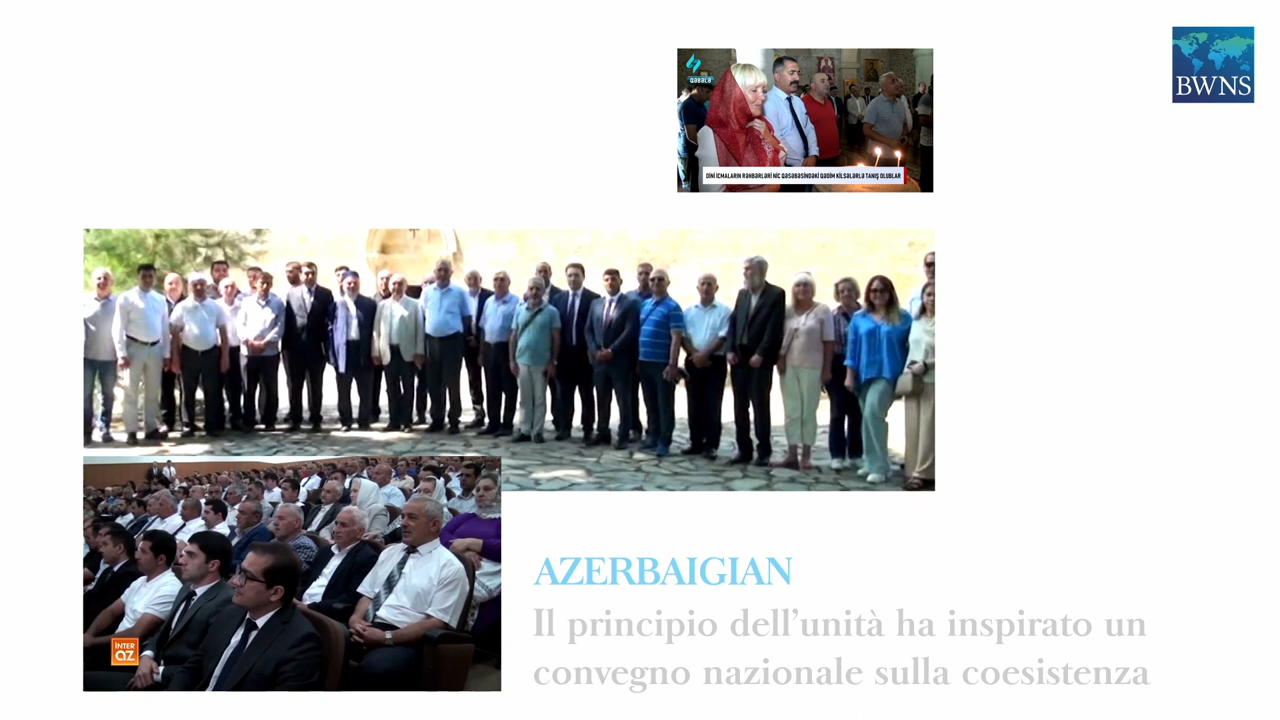 BWNS
QƏBƏLƏ
DİNİ İCMALARIN RƏHBƏRLƏRİ NİC QƏSƏBƏSİNDƏKİ QƏDİM KİLSƏLƏRLƏ TANIŞ OLUBLAR
INTER
az
AZERBAIGIAN
Il principio dell’unità ha inspirato un
convegno nazionale sulla coesistenza